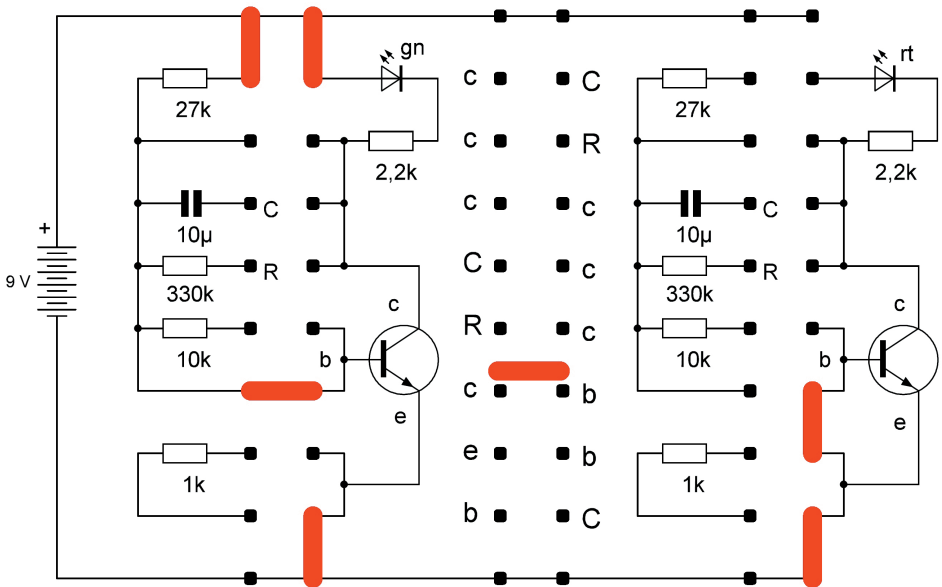 gn
rt
c C
27k
27k
c R
2,2k
2,2k
C
c c
C
10µ
10µ
+
9 V
R
C c
R
330k
330k
c
c
R c
10k
b
10k
b
c b
e
e
e b
1k
1k
b C